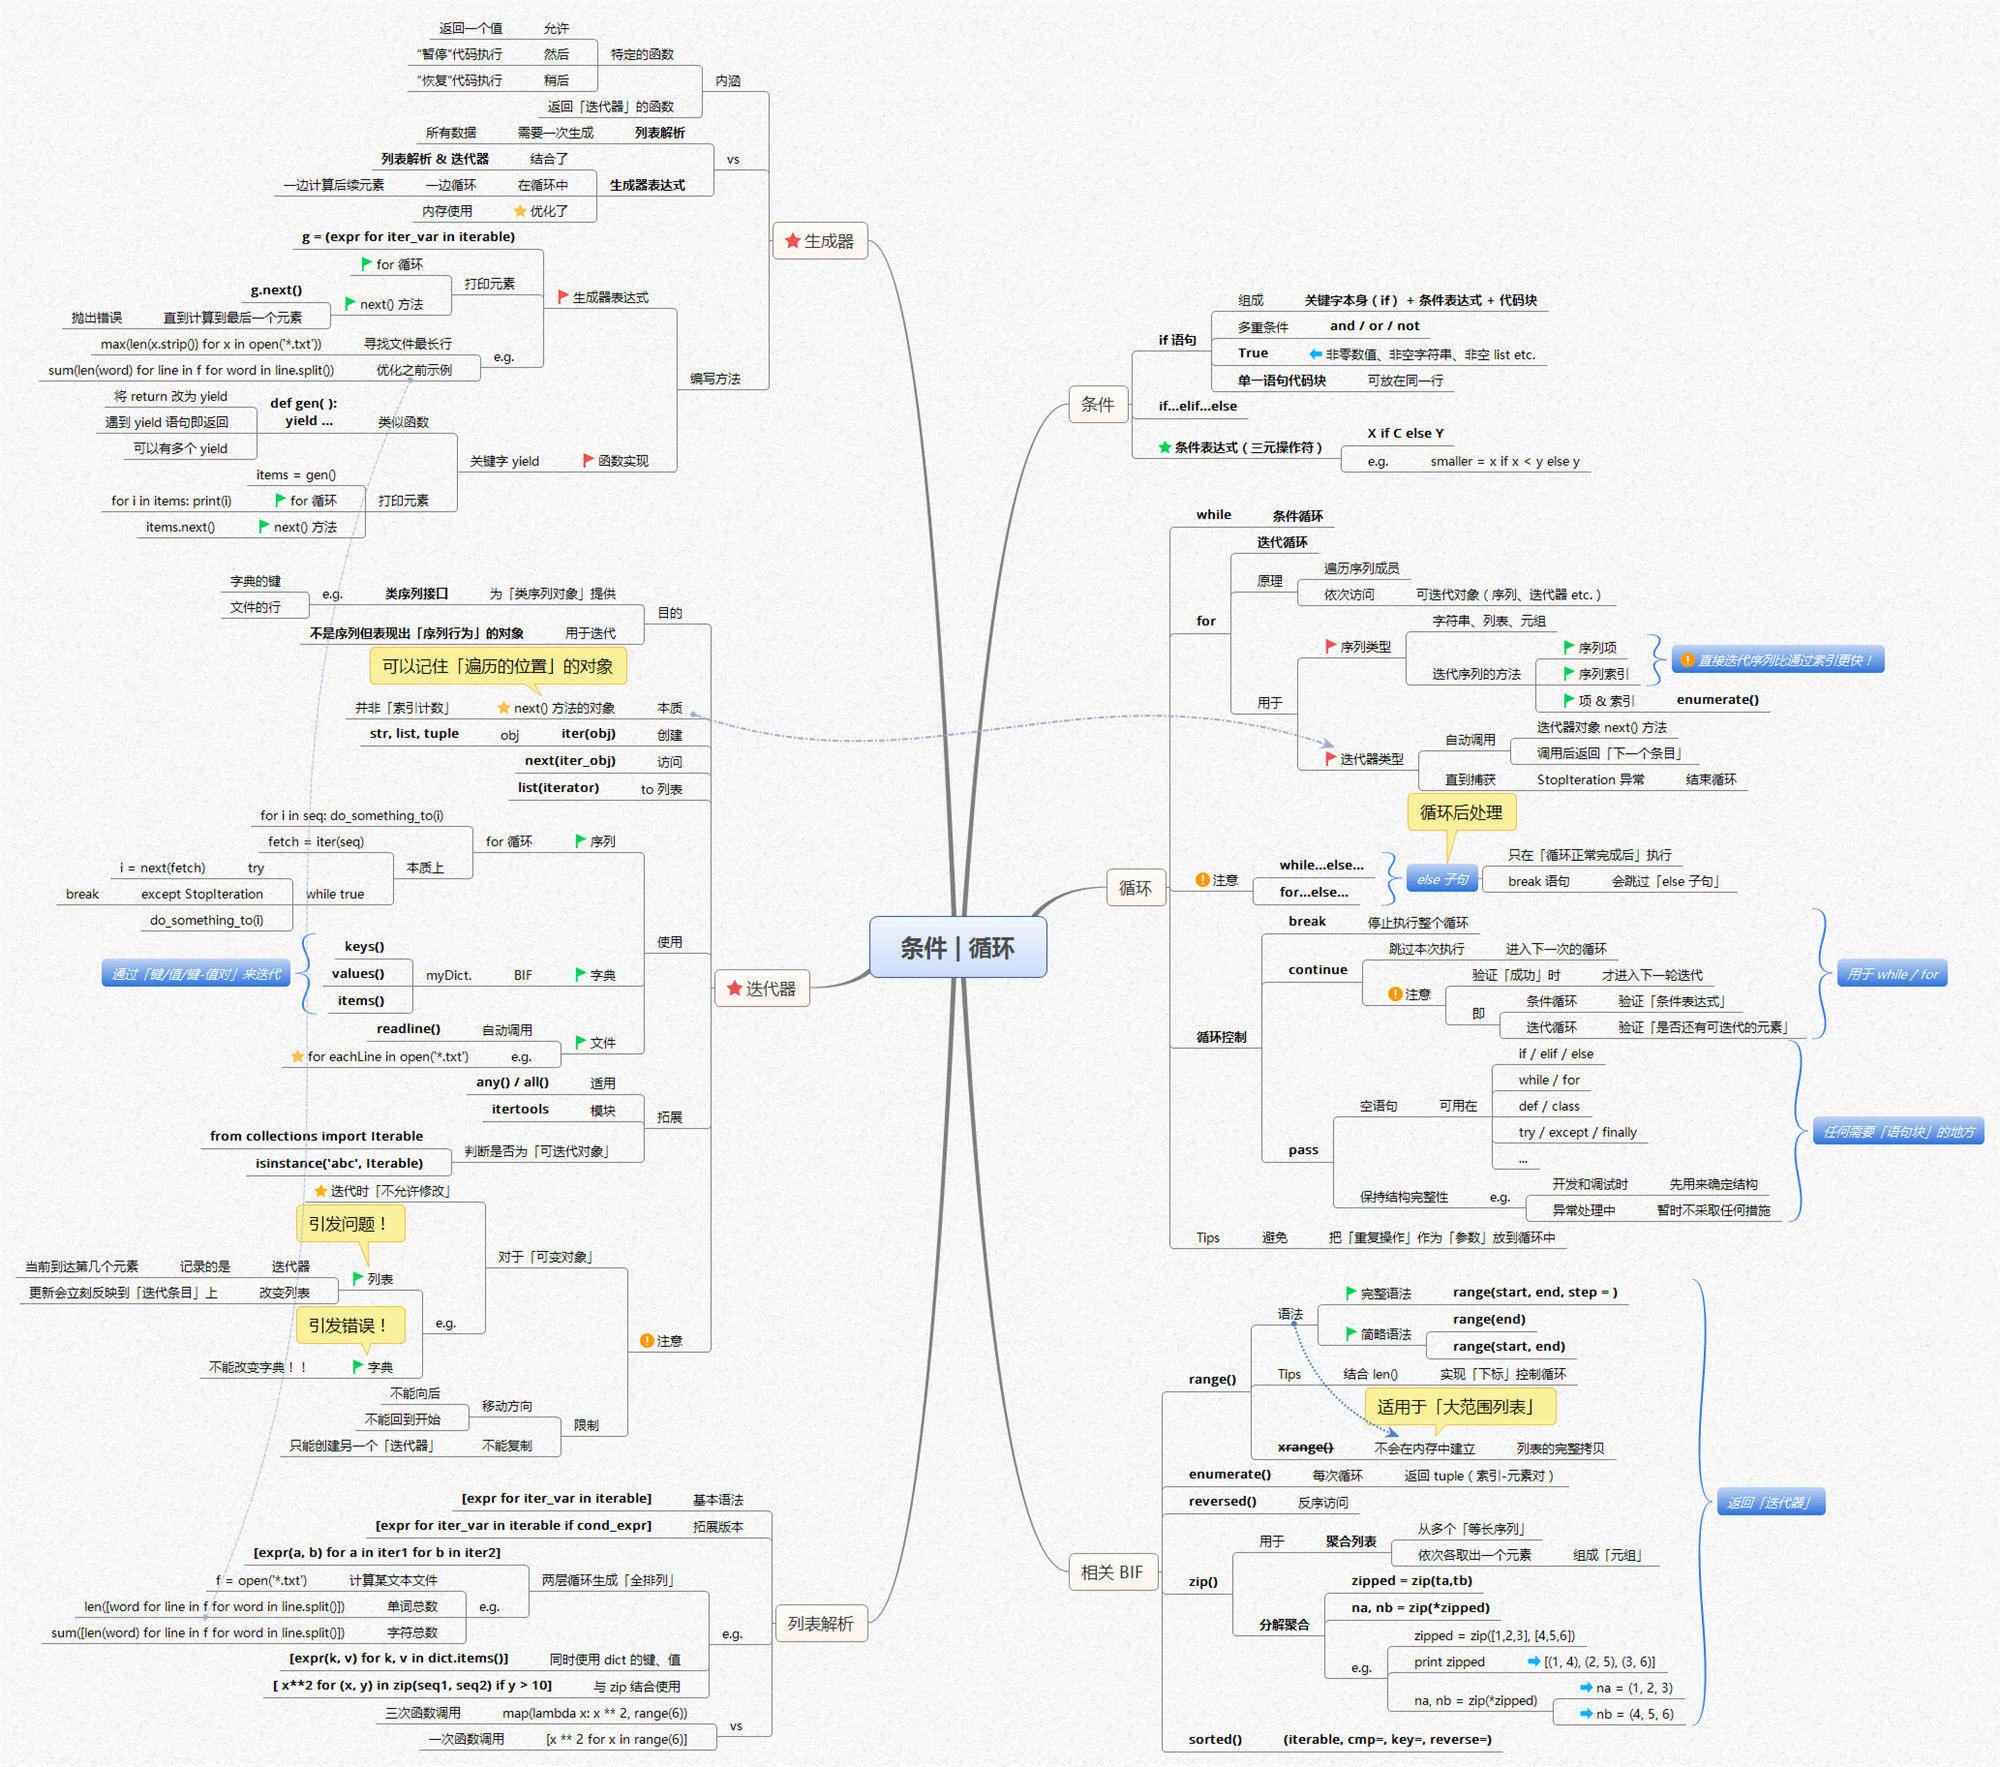 条件 | 循环
生成器
内涵
特定的函数
允许
返回一个值
然后
“暂停”代码执行
稍后
“恢复”代码执行
返回「迭代器」的函数
vs
列表解析
需要一次生成
所有数据
生成器表达式
结合了
列表解析 & 迭代器
在循环中
一边循环
一边计算后续元素
优化了
内存使用
编写方法
生成器表达式
g = (expr for iter_var in iterable)
打印元素
for 循环
next() 方法
g.next()
直到计算到最后一个元素
抛出错误
e.g.
寻找文件最长行
max(len(x.strip()) for x in open('*.txt'))
优化之前示例
sum(len(word) for line in f for word in line.split())
函数实现
关键字 yield
类似函数
def gen( ):
yield ...
将 return 改为 yield
遇到 yield 语句即返回
可以有多个 yield
打印元素
items = gen()
for 循环
for i in items: print(i)
next() 方法
items.next()
迭代器
目的
为「类序列对象」提供
类序列接口
e.g.
字典的键
文件的行
用于迭代
不是序列但表现出「序列行为」的对象
可以记住「遍历的位置」的对象
本质
next() 方法的对象
并非「索引计数」
创建
iter(obj)
obj
str, list, tuple
访问
next(iter_obj)
to 列表
list(iterator)
使用
序列
for 循环
for i in seq: do_something_to(i)
本质上
fetch = iter(seq)
while true
try
i = next(fetch)
except StopIteration
break
do_something_to(i)
字典
BIF
myDict.
keys()
values()
items()
通过「键/值/键-值对」来迭代
文件
自动调用
readline()
e.g.
for eachLine in open('*.txt')
拓展
适用
any() / all()
模块
itertools
判断是否为「可迭代对象」
from collections import Iterable
isinstance('abc', Iterable)
注意
对于「可变对象」
迭代时「不允许修改」
e.g.
引发问题！
列表
迭代器
记录的是
当前到达第几个元素
改变列表
更新会立刻反映到「迭代条目」上
引发错误！
字典
不能改变字典！！
限制
移动方向
不能向后
不能回到开始
不能复制
只能创建另一个「迭代器」
列表解析
基本语法
[expr for iter_var in iterable]
拓展版本
[expr for iter_var in iterable if cond_expr]
e.g.
两层循环生成「全排列」
[expr(a, b) for a in iter1 for b in iter2]
e.g.
计算某文本文件
f = open('*.txt')
单词总数
len([word for line in f for word in line.split()])
字符总数
sum([len(word) for line in f for word in line.split()])
同时使用 dict 的键、值
[expr(k, v) for k, v in dict.items()]
与 zip 结合使用
[ x**2 for (x, y) in zip(seq1, seq2) if y > 10]
vs
map(lambda x: x ** 2, range(6))
三次函数调用
[x ** 2 for x in range(6)]
一次函数调用
条件
if 语句
组成
关键字本身（if）+ 条件表达式 + 代码块
多重条件
and / or / not
True
非零数值、非空字符串、非空 list etc.
单一语句代码块
可放在同一行
if...elif...else
条件表达式（三元操作符）
X if C else Y
e.g.
smaller = x if x < y else y
循环
while
条件循环
for
迭代循环
原理
遍历序列成员
依次访问
可迭代对象（序列、迭代器 etc.）
用于
序列类型
字符串、列表、元组
迭代序列的方法
序列项
序列索引
直接迭代序列比通过索引更快！
项 & 索引
enumerate()
迭代器类型
自动调用
迭代器对象 next() 方法
调用后返回「下一个条目」
直到捕获
StopIteration 异常
结束循环
注意
while...else...
for...else...
循环后处理
else 子句
只在「循环正常完成后」执行
break 语句
会跳过「else 子句」
循环控制
break
停止执行整个循环
continue
跳过本次执行
进入下一次的循环
注意
验证「成功」时
才进入下一轮迭代
即
条件循环
验证「条件表达式」
迭代循环
验证「是否还有可迭代的元素」
用于 while / for
pass
空语句
可用在
if / elif / else
while / for
def / class
try / except / finally
...
保持结构完整性
e.g.
开发和调试时
先用来确定结构
异常处理中
暂时不采取任何措施
任何需要「语句块」的地方
Tips
避免
把「重复操作」作为「参数」放到循环中
相关 BIF
range()
语法
完整语法
range(start, end, step = )
简略语法
range(end)
range(start, end)
Tips
结合 len()
实现「下标」控制循环
适用于「大范围列表」
xrange()
不会在内存中建立
列表的完整拷贝
enumerate()
每次循环
返回 tuple（索引-元素对）
reversed()
反序访问
zip()
用于
聚合列表
从多个「等长序列」
依次各取出一个元素
组成「元组」
分解聚合
zipped = zip(ta,tb)
na, nb = zip(*zipped)
e.g.
zipped = zip([1,2,3], [4,5,6])
print zipped
[(1, 4), (2, 5), (3, 6)]
na, nb = zip(*zipped)
na = (1, 2, 3)
nb = (4, 5, 6)
返回「迭代器」
sorted()
(iterable, cmp=, key=, reverse=)